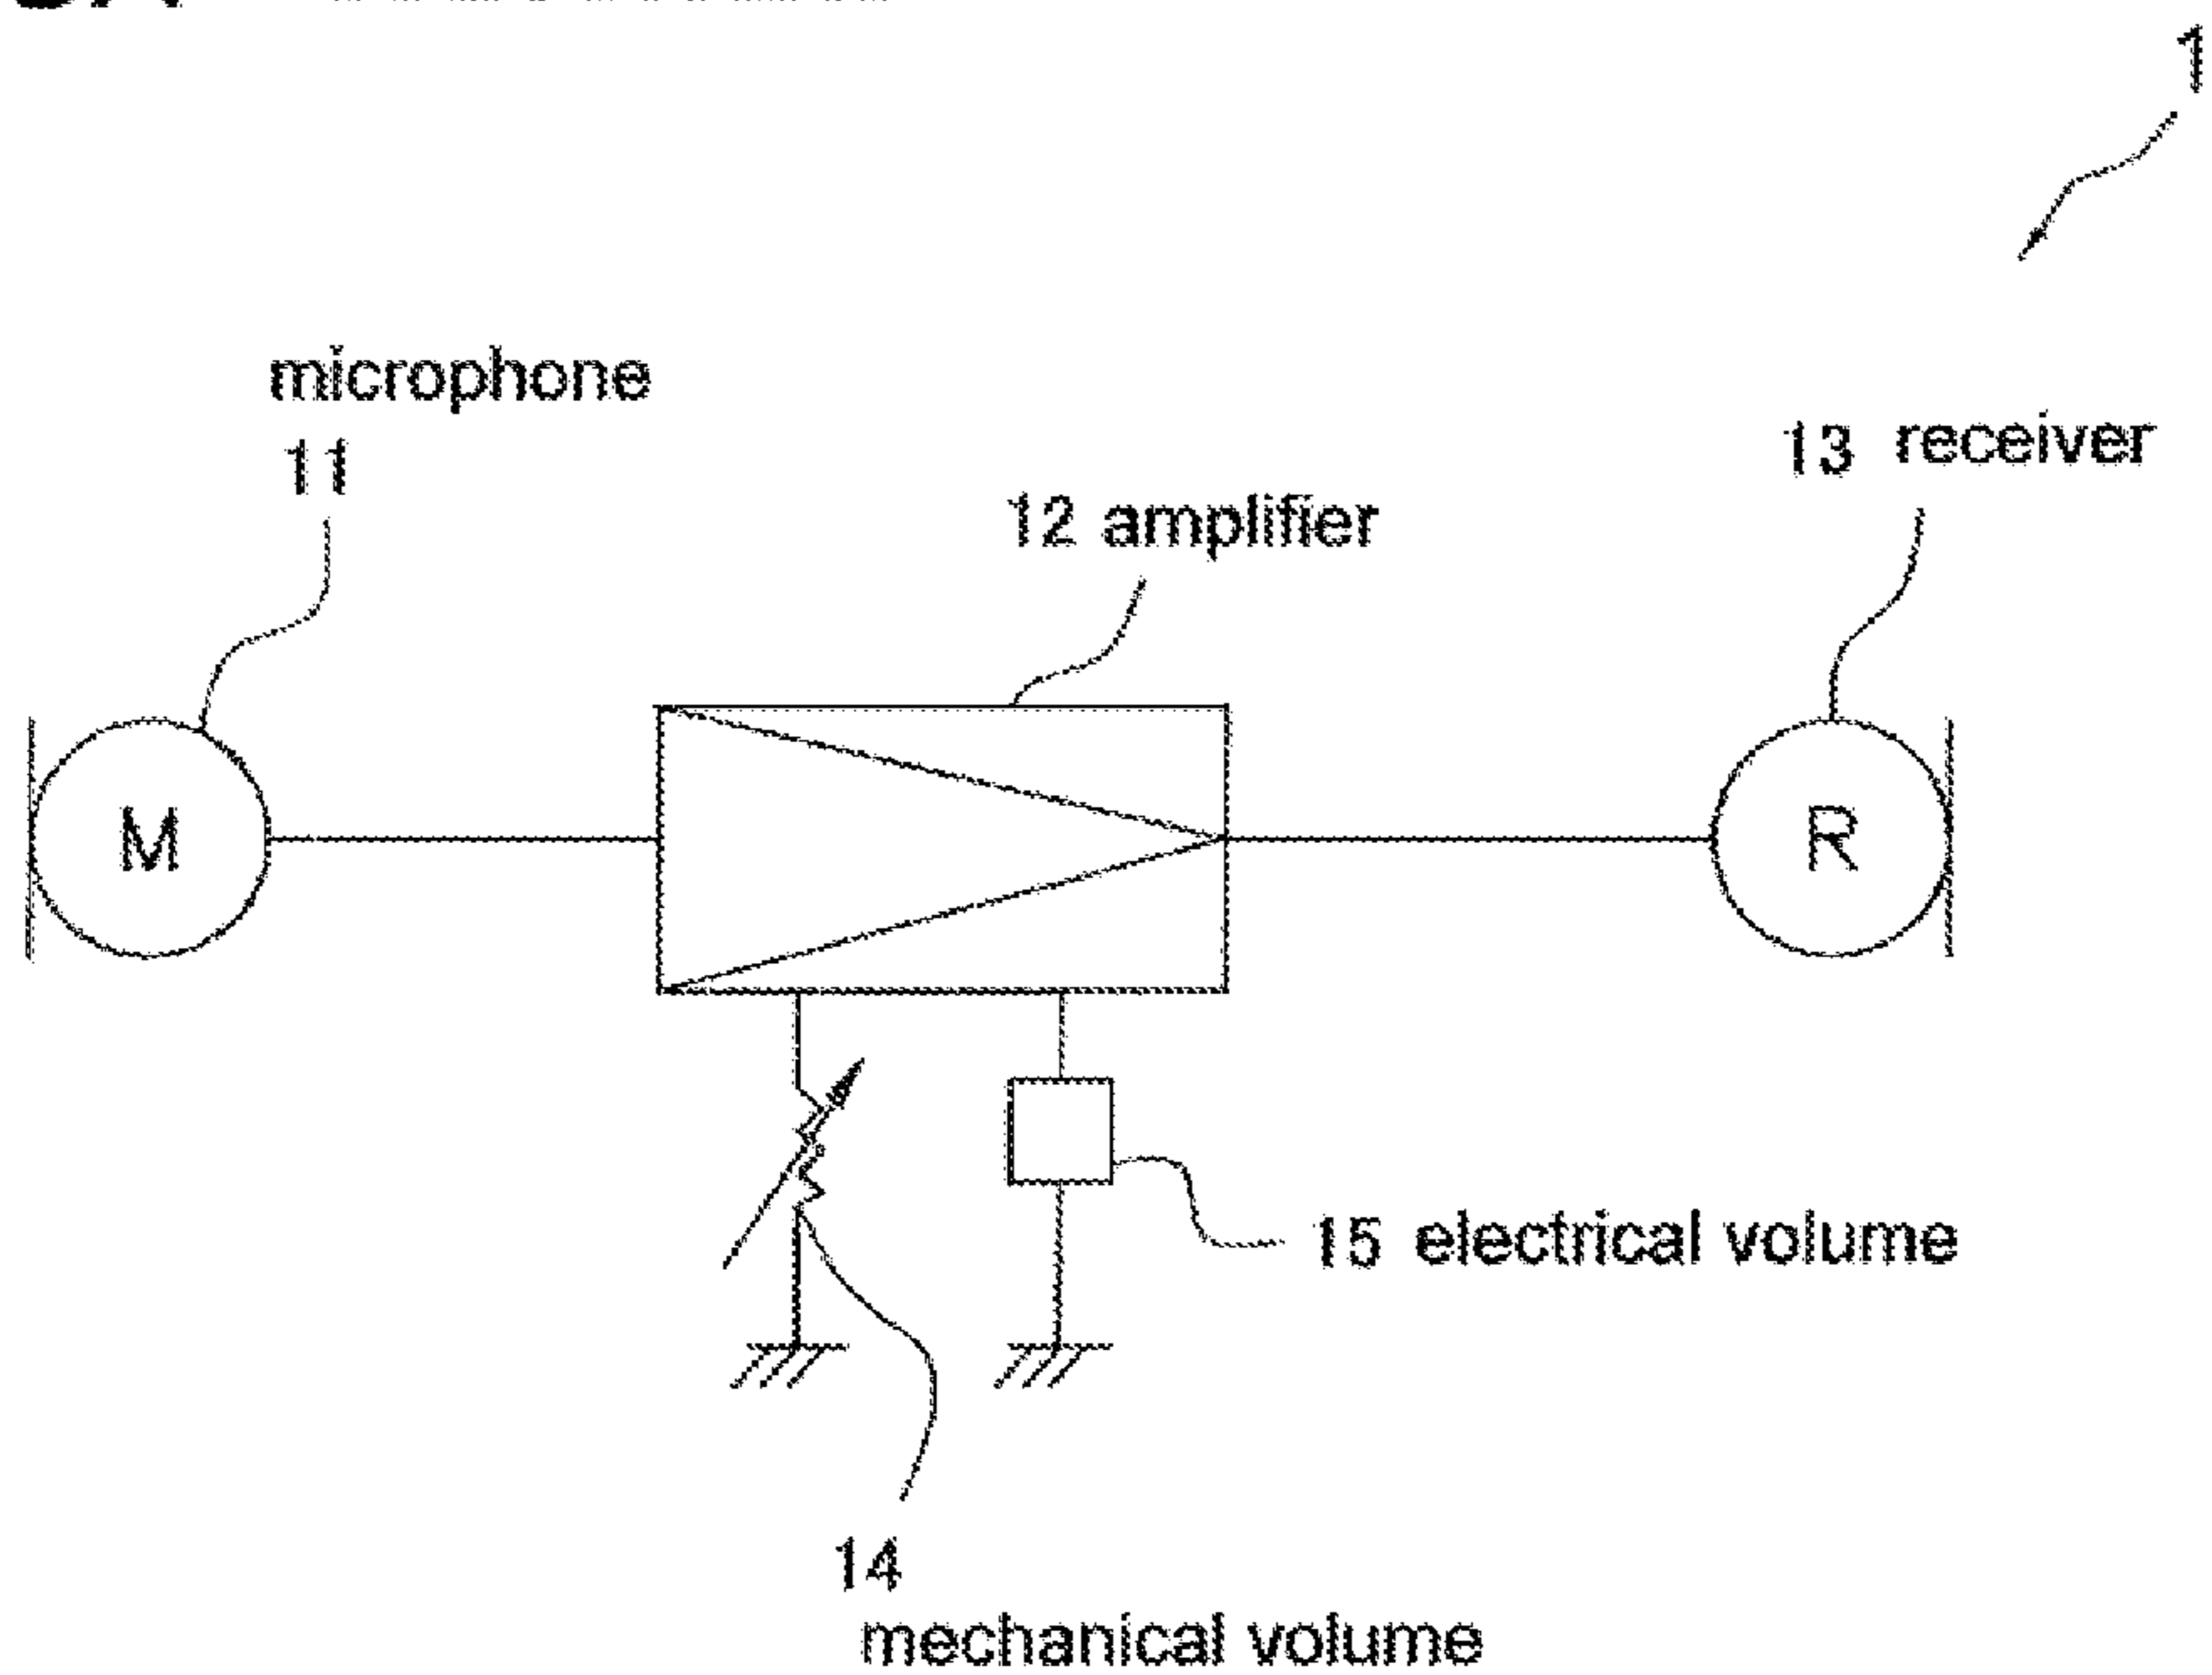 1
microphone
11
13 receiver
12 amplifier
M
R
15 electrical volume
14
mechanical volume